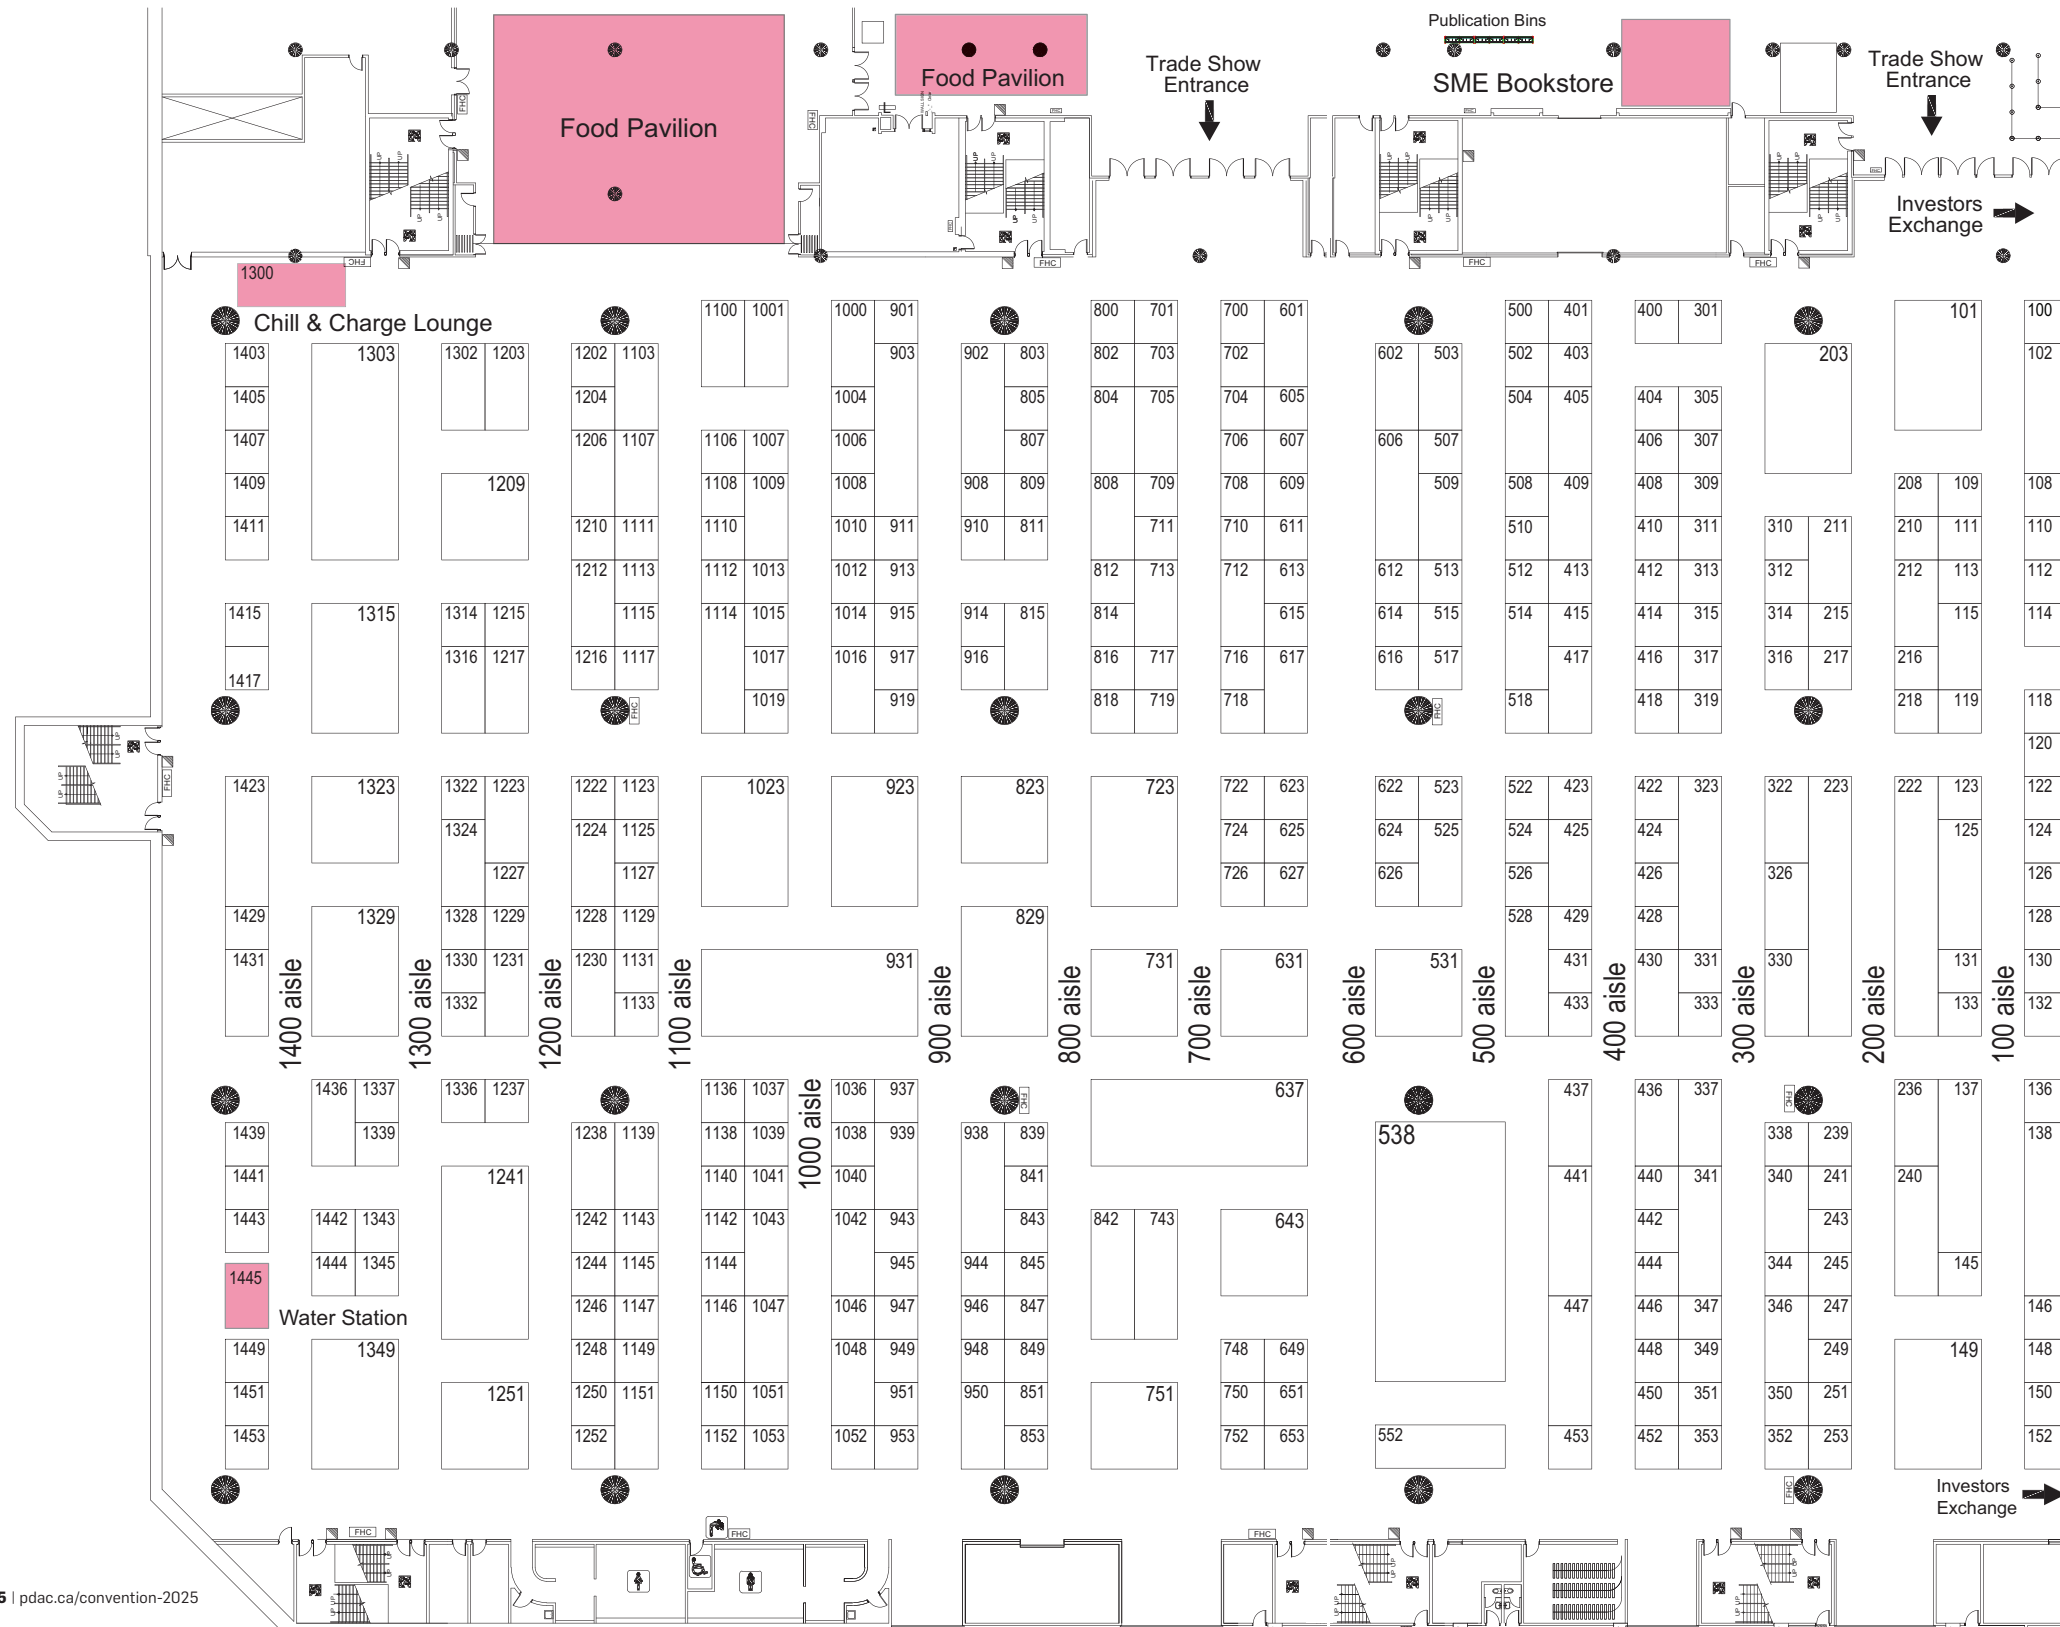 Publication Bins
Trade Show
Entrance
Trade Show
Entrance
Food Pavilion
SME Bookstore
Food Pavilion
Investors
Exchange
1300
Chill & Charge Lounge
1100 1001 1000 901 800 701 700 601 500 401 400 301 101 100
1403 1303 1302 1203 1202 1103 903 902 803 802 703 702 602 503 502 403 203 102
1405 1204 1004 805 804 705 704 605 504 405 404 305
1407 1206 1107 1106 1007 1006 807 706 607 606 507 406 307
1409 1209 1108 1009 1008 908 809 808 709 708 609 509 508 409 408 309 208 109 108
1411 1210 1111 1110 1010 911 910 811 711 710 611 510 410 311 310 211 210 111 110
1212 1113 1112 1013 1012 913 812 713 712 613 612 513 512 413 412 313 312 212 113 112
1415 1315 1314 1215 1115 1114 1015 1014 915 914 815 814 615 614 515 514 415 414 315 314 215 115 114
1417 1316 1217 1216 1117 1017 1016 917 916 816 717 716 617 616 517 417 416 317 316 217 216
1019 919 818 719 718 518 418 319 218 119 118
120
1423 1323 1322 1223 1222 1123 1023 923 823 723 722 623 622 523 522 423 422 323 322 223 222 123 122
1324 1224 1125 724 625 624 525 524 425 424 125 124
1227 1127 726 627 626 526 426 326 126
1429 1329 1328 1229 1228 1129 829 528 429 428 128
1431 1330 1231 1230 1131 931 731 631 531 431 430 331 330 131 130
1332 1133 433 333 133 132
1400 aisle 1300 aisle 1200 aisle 1100 aisle 900 aisle 800 aisle 700 aisle 600 aisle 500 aisle 400 aisle 300 aisle 200 aisle 100 aisle
1000 aisle
1436 1337 1336 1237 1136 1037 1036 937 637 437 436 337 236 137 136
1439 1339 1238 1139 1138 1039 1038 939 938 839 538 338 239 138
1441 1241 1140 1041 1040 841 441 440 341 340 241 240
1443 1442 1343 1242 1143 1142 1043 1042 943 843 842 743 643 442 243
1445 1444 1345 1244 1145 1144 945 944 845 444 344 245 145
Water Station
1246 1147 1146 1047 1046 947 946 847 447 446 347 346 247 146
1449 1349 1248 1149 1048 949 948 849 748 649 448 349 249 149 148
1451 1251 1250 1151 1150 1051 951 950 851 751 750 651 450 351 350 251 150
1453 1252 1152 1053 1052 953 853 752 653 552 453 452 353 352 253 152
Investors
Exchange
FHC FHC FHC FHC FHC FHC FHC FHC FHC FHC FHC FHC FHC FHC
UP UP UP UP
5 | pdac.ca/convention-2025